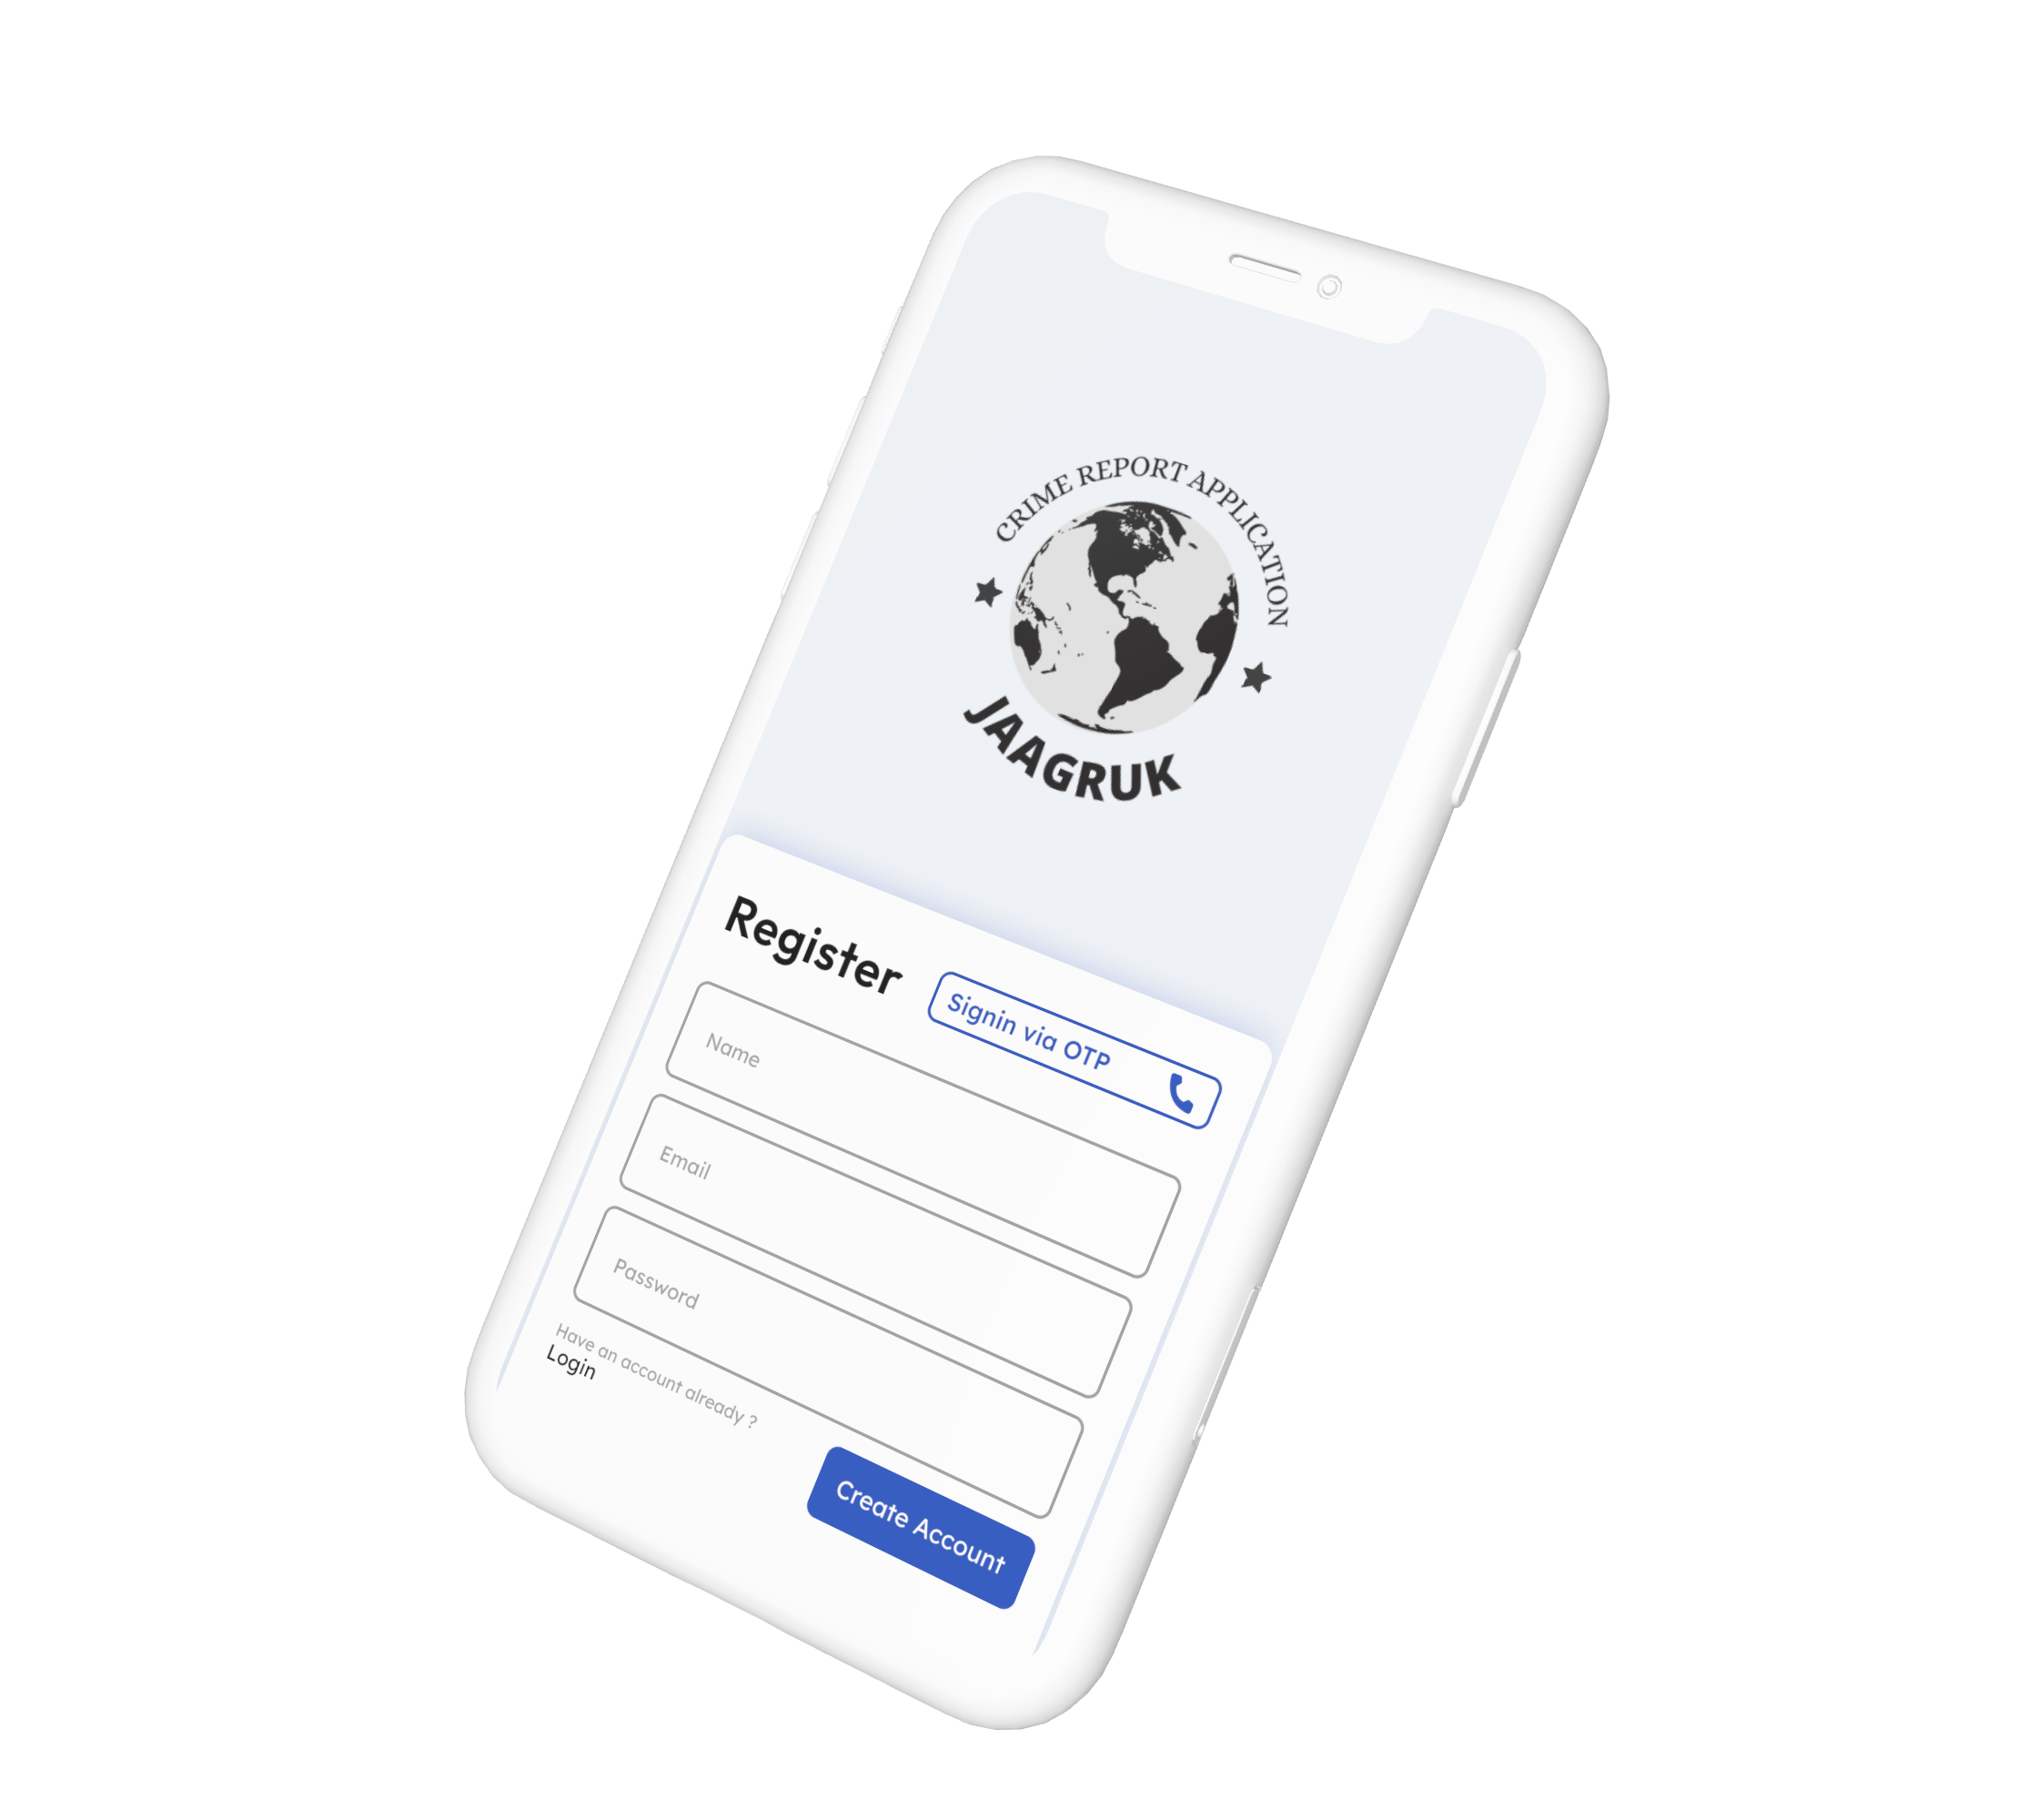 CRIME REPORT APPLICATION
JAAGRUK
Register
Signin via OTP
Name
Email
Password
Have an account already ?
Login
Create Account